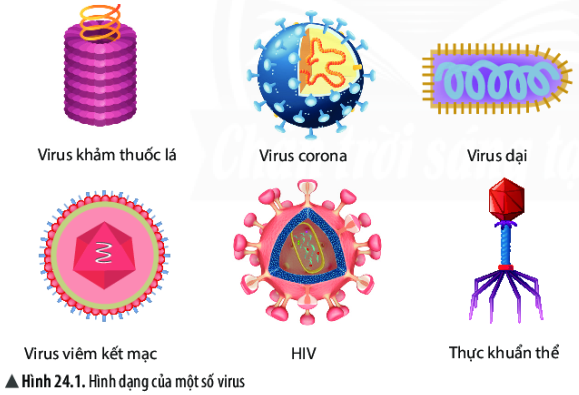 Virus khảm thuốc lá
Virus corona
Virus dại
Virus viêm kết mạc
HIV
Thực khuẩn thể
▲ Hình 24.1. Hình dạng của một số virus